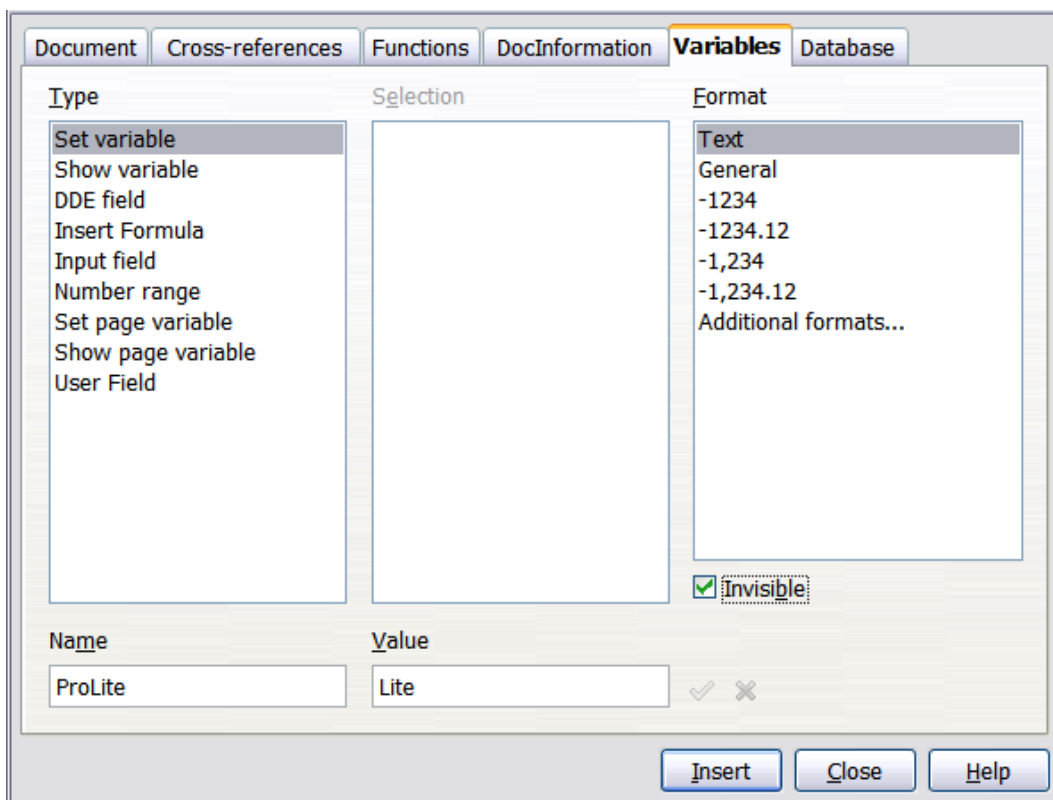 Document Cross-references Functions DocInformation Variables Database
Type
Set variable
Show variable
DDE field
Insert Formula
Input field
Number range
Set page variable
Show page variable
User Field
Selection
Format
Text
General
-1234
-1234.12
-1,234
-1,234.12
Additional formats...
Invisible
Name
ProLite
Value
Lite
Insert Close Help